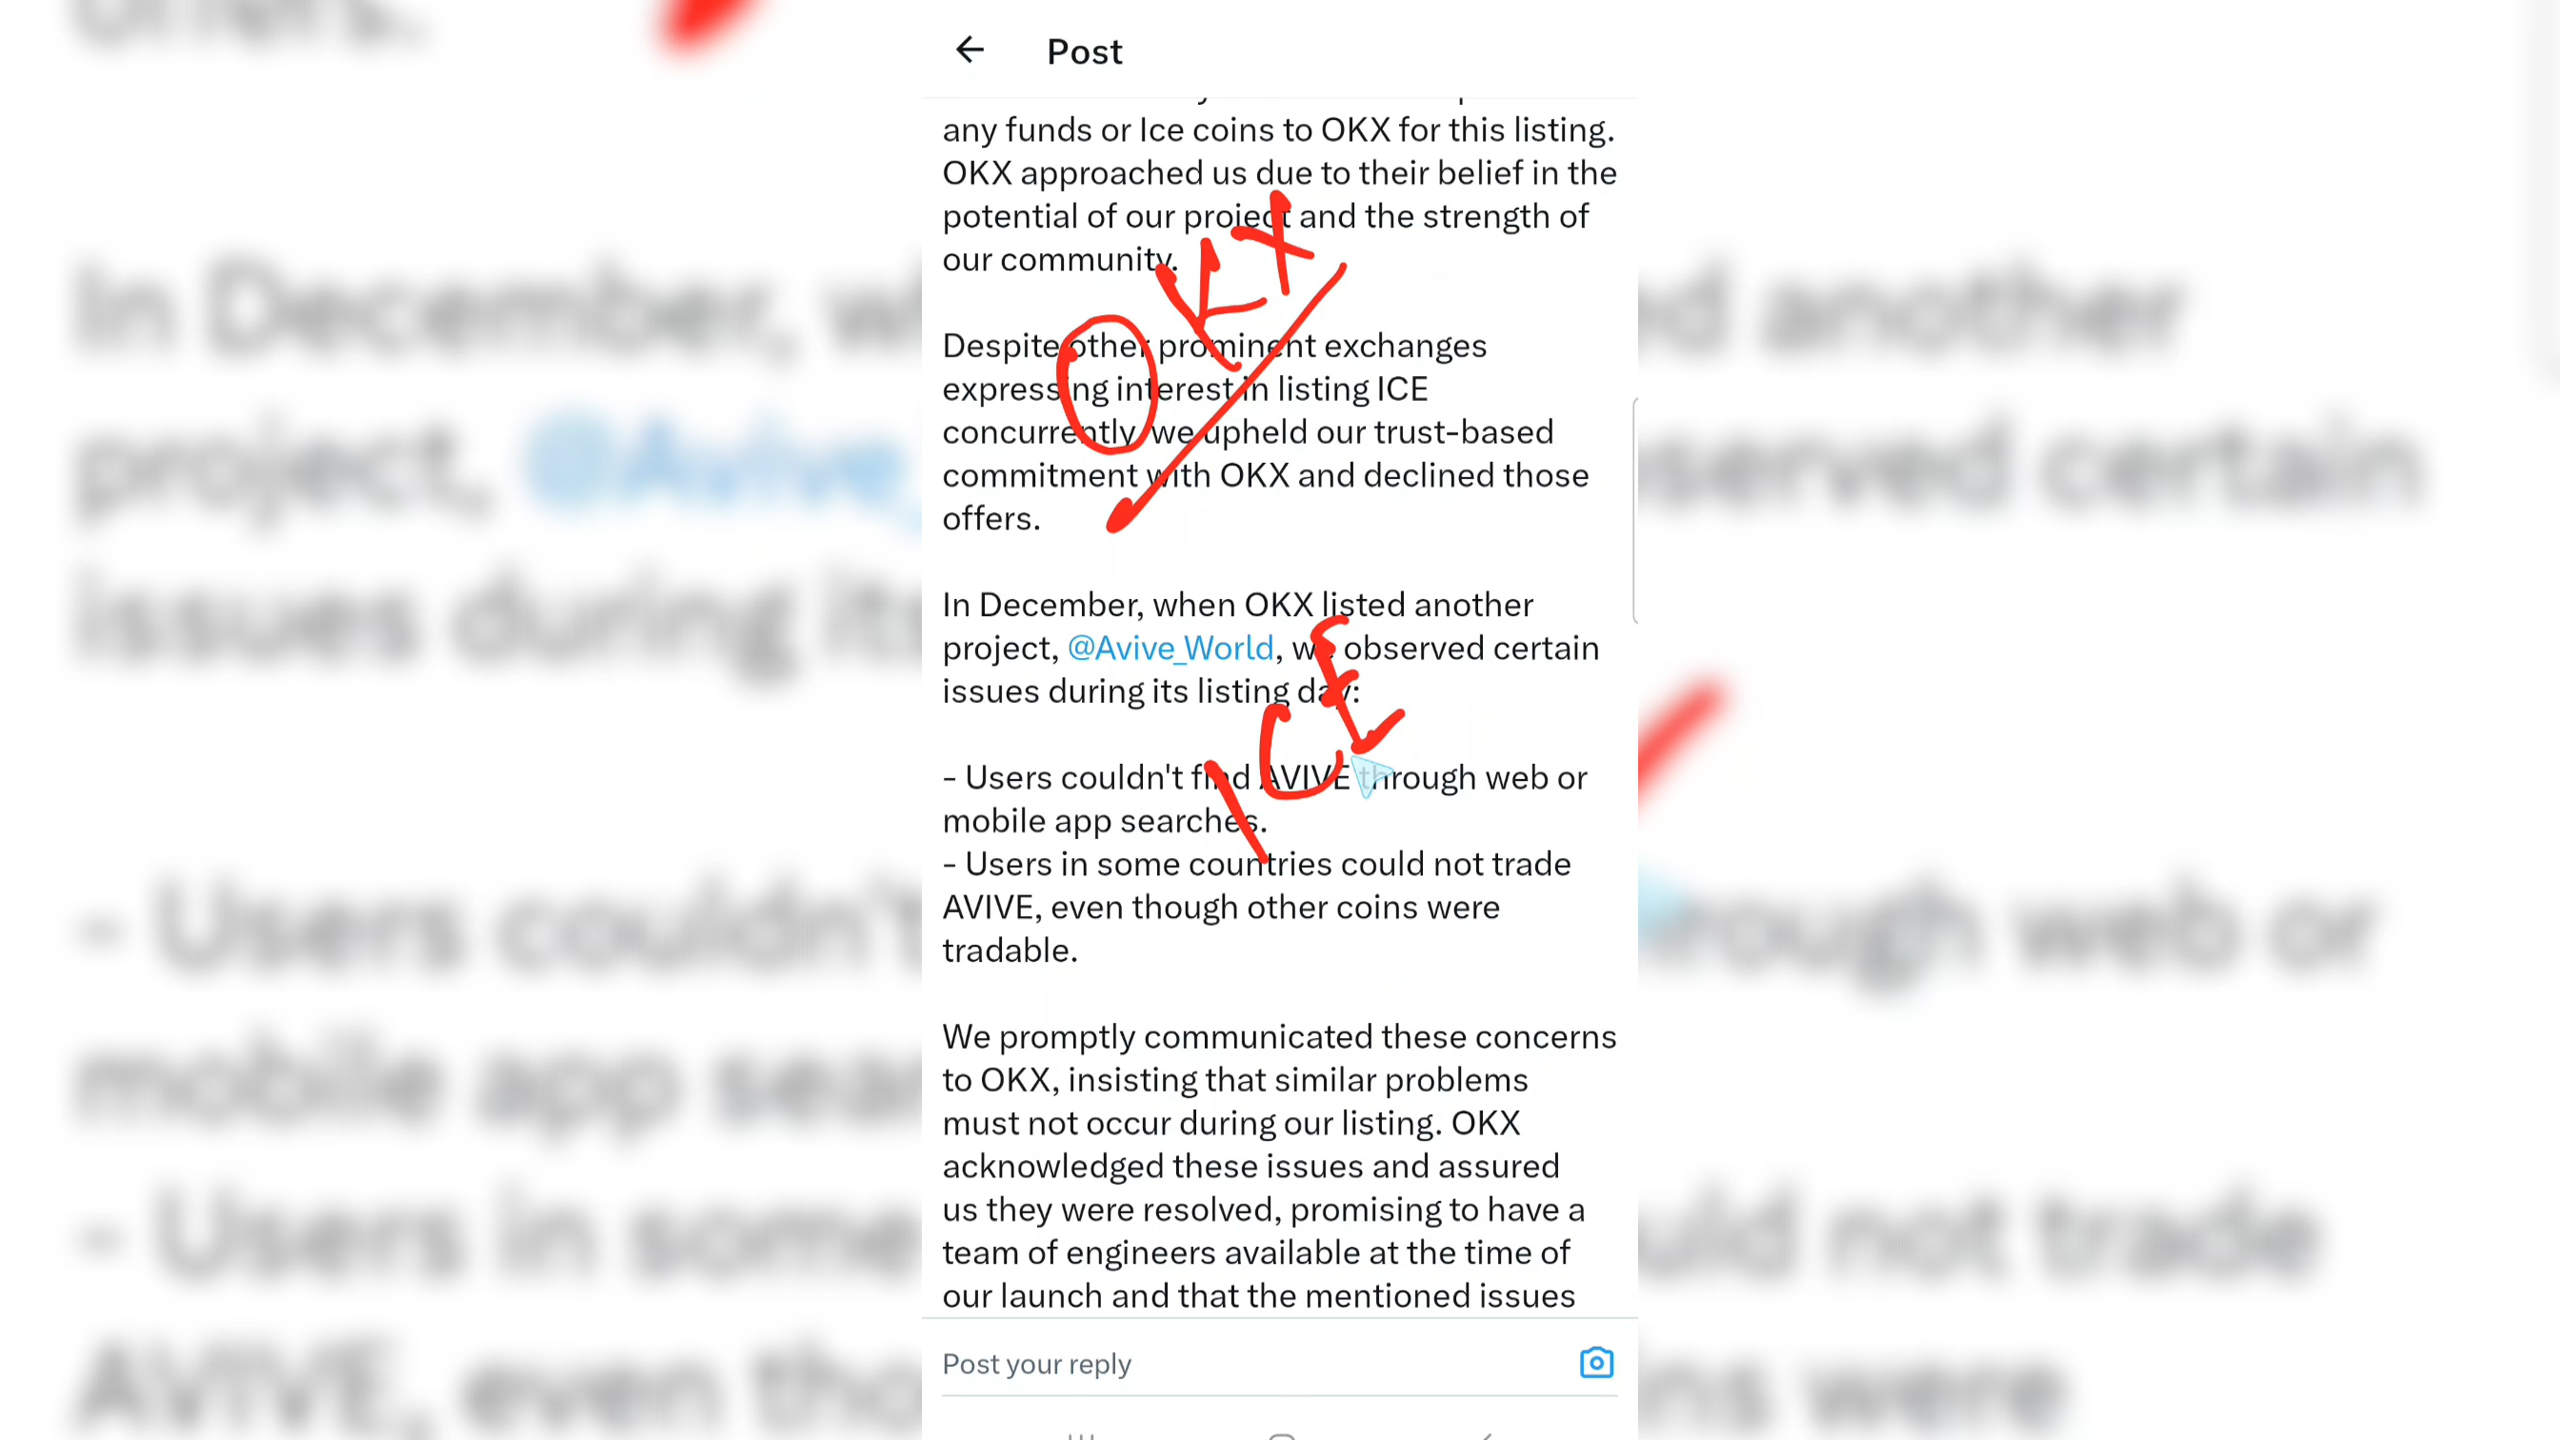 Post
any funds or Ice coins to OKX for this listing.
OKX approached us due to their belief in the
potential of our project and the strength of
our community.
OKX
Despite other prominent exchanges
expressing interest in listing ICE
concurrently, we upheld our trust-based
commitment with OKX and declined those
offers.
In December, when OKX listed another
project, @Avive_World, we observed certain
issues during its listing day:
ICE
- Users couldn't find AVIVE through web or
mobile app searches.
- Users in some countries could not trade
AVIVE, even though other coins were
tradable.
We promptly communicated these concerns
to OKX, insisting that similar problems
must not occur during our listing. OKX
acknowledged these issues and assured
us they were resolved, promising to have a
team of engineers available at the time of
our launch and that the mentioned issues
Post your reply